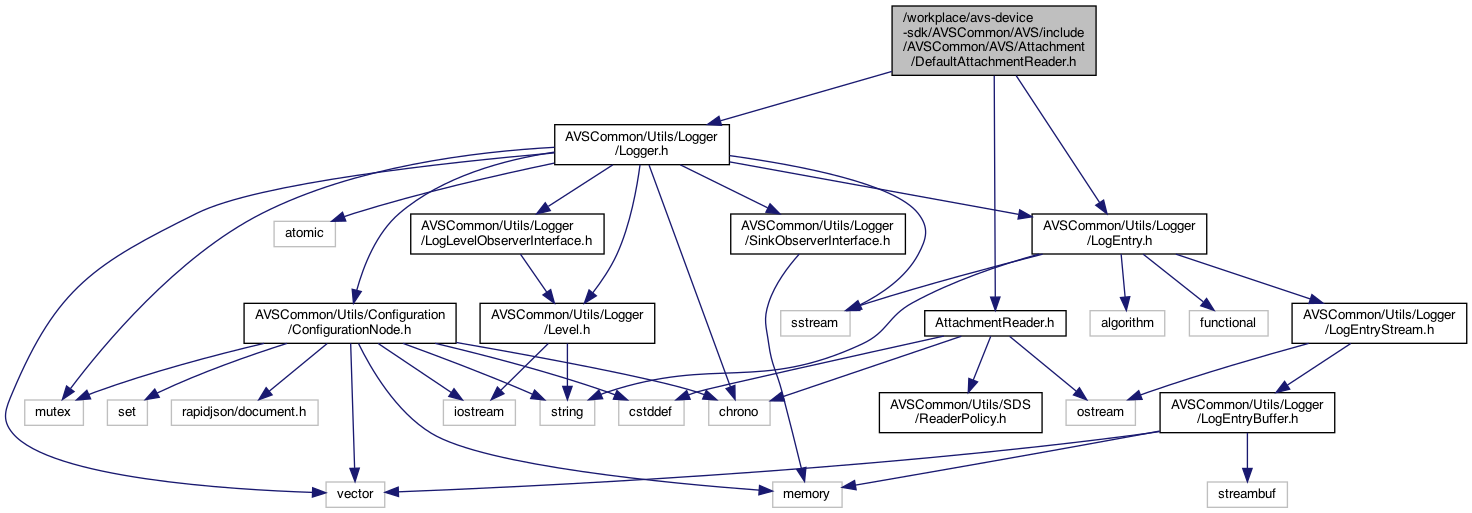 /workplace/avs-device
-sdk/AVSCommon/AVS/include
/AVSCommon/AVS/Attachment
/DefaultAttachmentReader.h
AVSCommon/Utils/Logger
/Logger.h
atomic
AVSCommon/Utils/Logger
/LogLevelObserverInterface.h
AVSCommon/Utils/Logger
/SinkObserverInterface.h
AVSCommon/Utils/Logger
/LogEntry.h
AVSCommon/Utils/Configuration
/ConfigurationNode.h
AVSCommon/Utils/Logger
/Level.h
sstream
AttachmentReader.h
algorithm
functional
AVSCommon/Utils/Logger
/LogEntryStream.h
mutex
set
rapidjson/document.h
iostream
string
cstddef
chrono
AVSCommon/Utils/SDS
/ReaderPolicy.h
ostream
AVSCommon/Utils/Logger
/LogEntryBuffer.h
vector
memory
streambuf